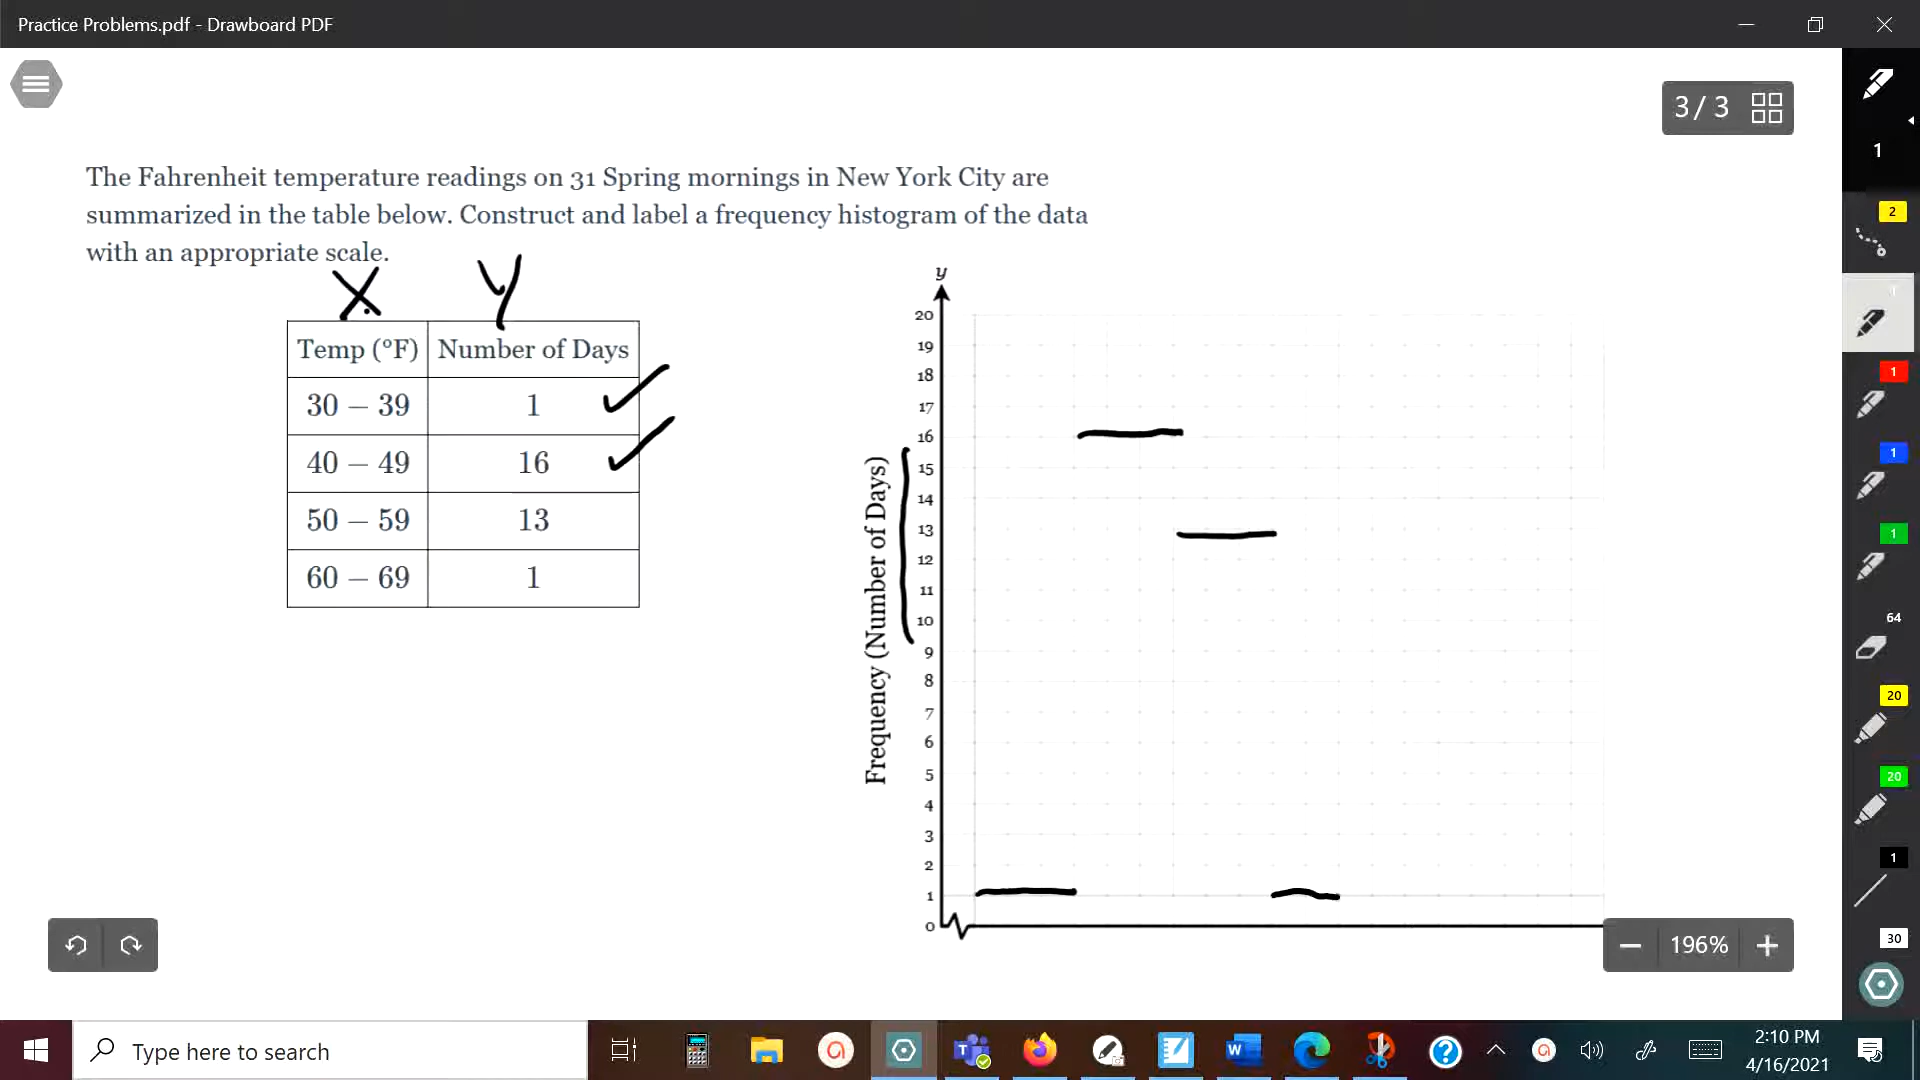 Practice Problems.pdf - Drawboard PDF
3 / 3
1
2
1
1
1
1
64
20
20
1
30
The Fahrenheit temperature readings on 31 Spring mornings in New York City are
summarized in the table below. Construct and label a frequency histogram of the data
with an appropriate scale.
X Y
Temp (°F) Number of Days
30 – 39 1
40 – 49 16
50 – 59 13
60 – 69 1
y
20
19
18
17
16
15
14
13
12
11
10
9
8
7
6
5
4
3
2
1
0
Frequency (Number of Days)
196%
Type here to search
2:10 PM
4/16/2021